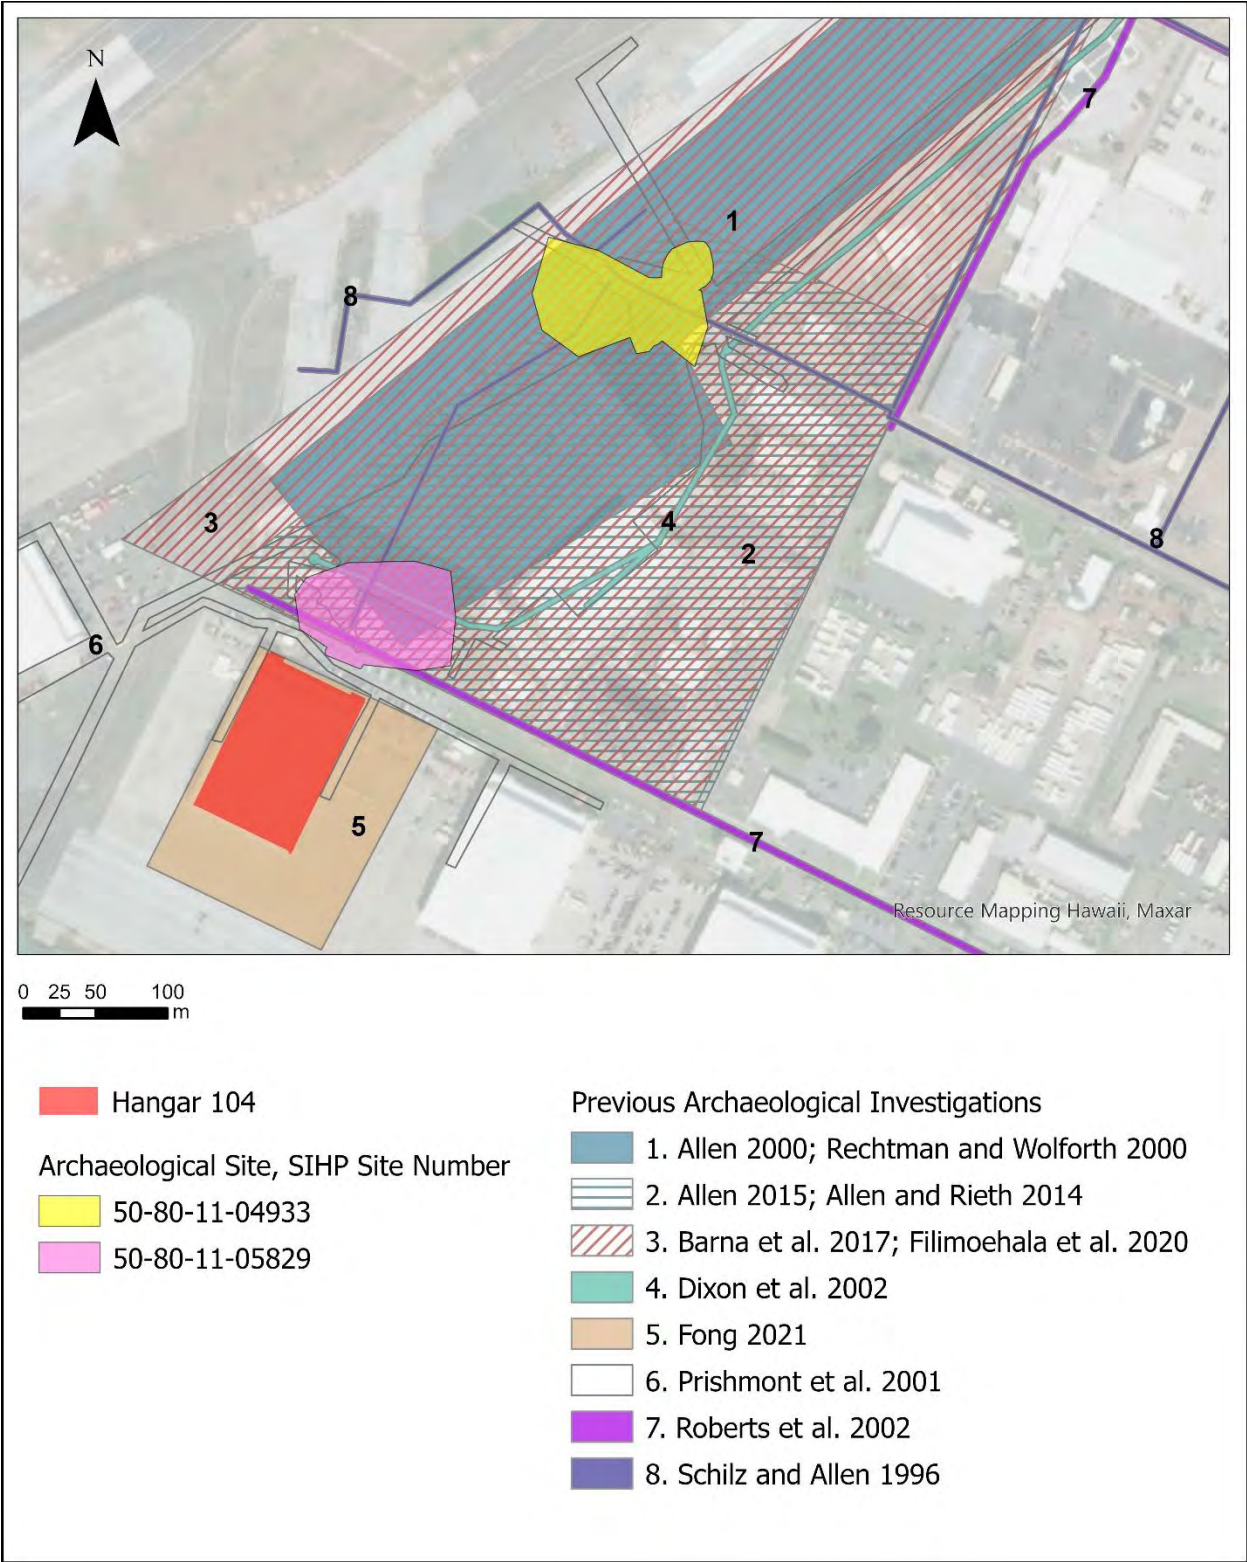 N
7
1
8
3
4
2
8
6
5
7
Resource Mapping Hawaii, Maxar
0 25 50 100
m
Hangar 104
Archaeological Site, SIHP Site Number
50-80-11-04933
50-80-11-05829
Previous Archaeological Investigations
1. Allen 2000; Rechtman and Wolforth 2000
2. Allen 2015; Allen and Rieth 2014
3. Barna et al. 2017; Filimoehala et al. 2020
4. Dixon et al. 2002
5. Fong 2021
6. Prishmont et al. 2001
7. Roberts et al. 2002
8. Schilz and Allen 1996